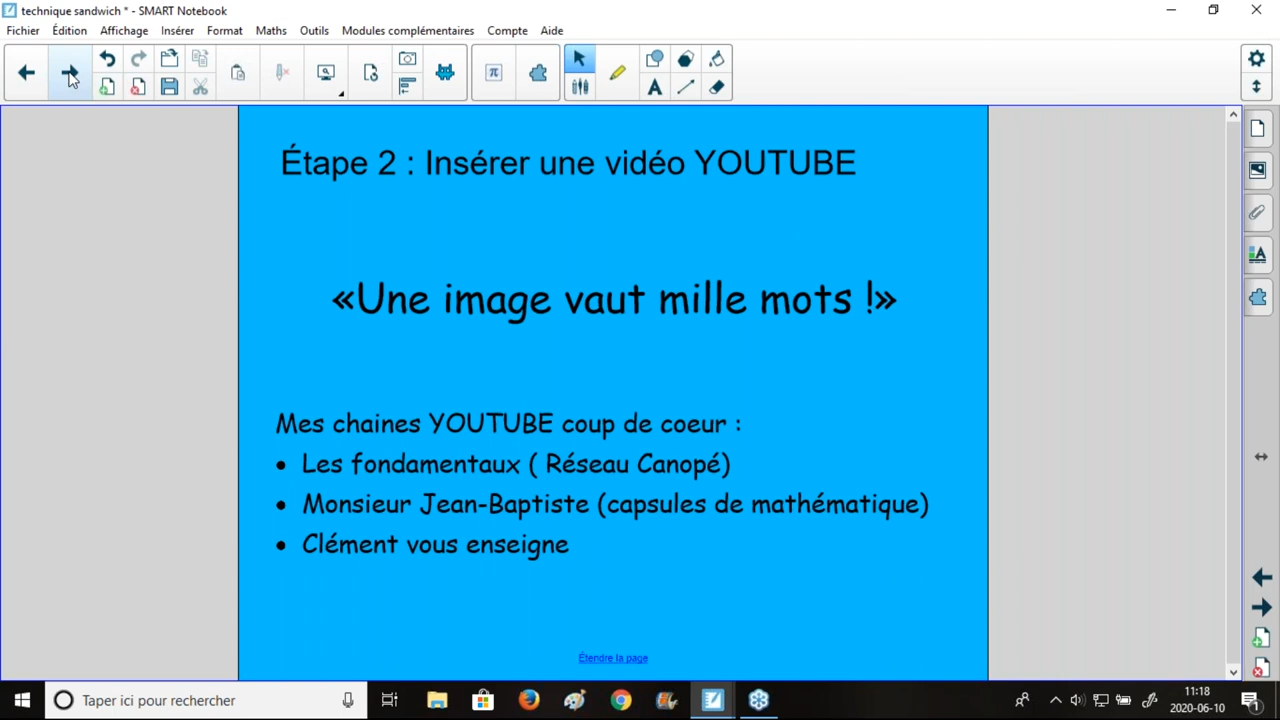 technique sandwich * - SMART Notebook
Fichier Édition Affichage Insérer Format Maths Outils Modules complémentaires Compte Aide
π
A
A
Étape 2 : Insérer une vidéo YOUTUBE
«Une image vaut mille mots !»
Mes chaines YOUTUBE coup de coeur :
• Les fondamentaux ( Réseau Canopé)
• Monsieur Jean-Baptiste (capsules de mathématique)
• Clément vous enseigne
Étendre la page
Taper ici pour rechercher
11:18
2020-06-10
1